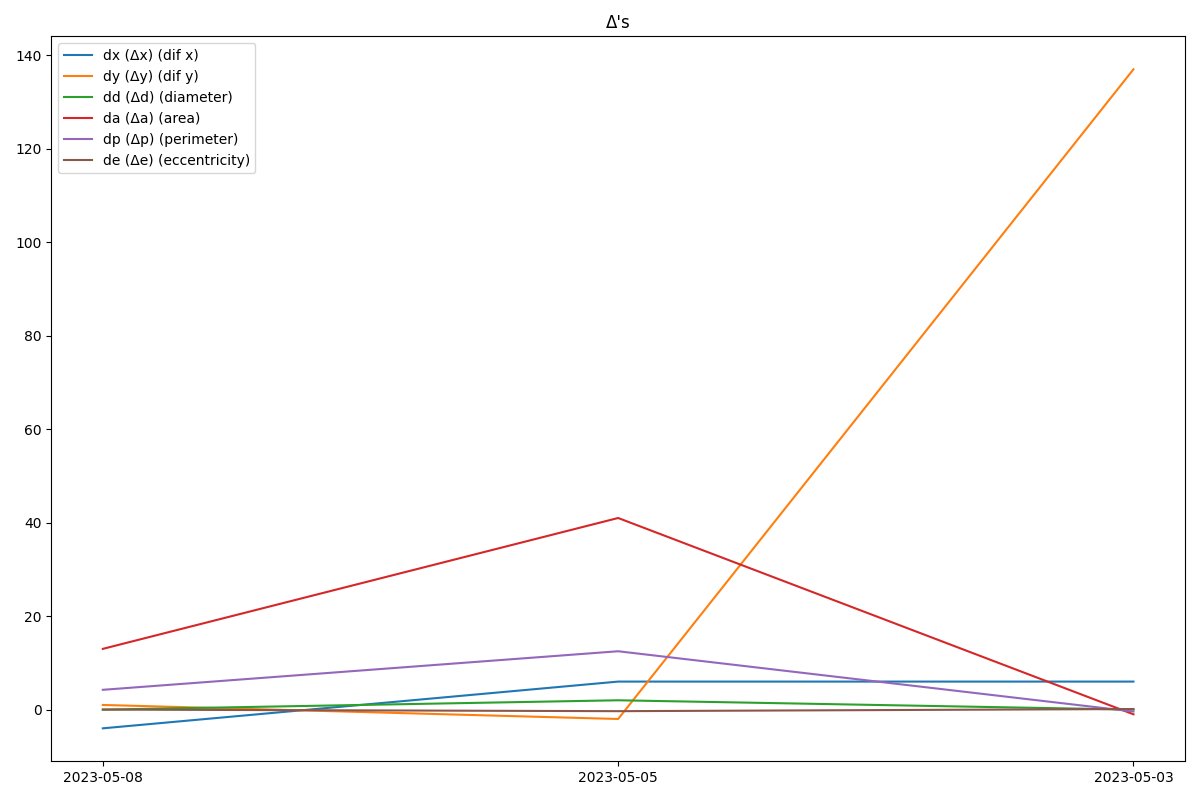 Δ's
dx (Δx) (dif x)
dy (Δy) (dif y)
dd (Δd) (diameter)
da (Δa) (area)
dp (Δp) (perimeter)
de (Δe) (eccentricity)
140
120
100
80
60
40
20
0
2023-05-08
2023-05-05
2023-05-03